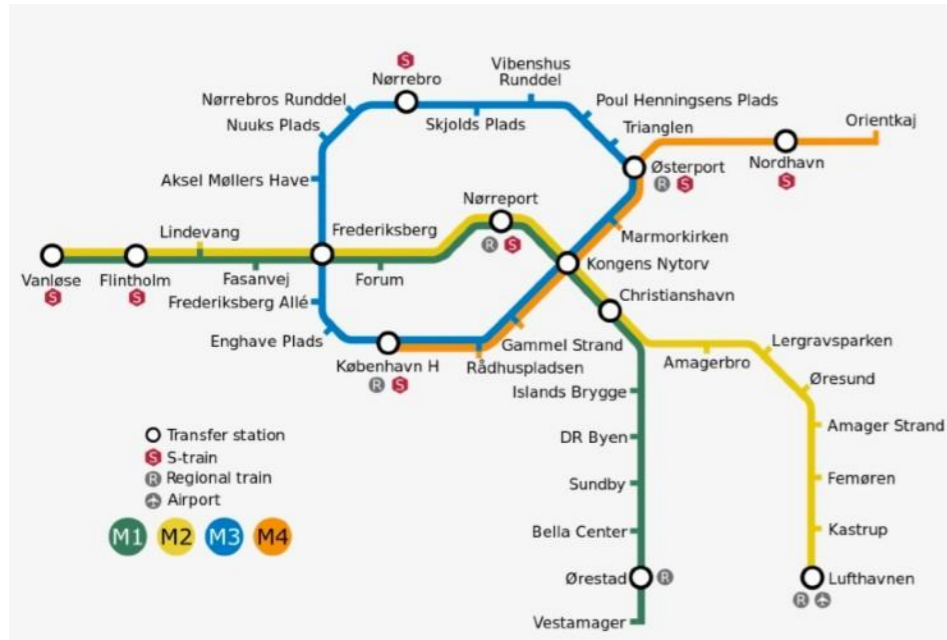 S
Nørrebro
Vibenshus
Runddel
Nørrebros Runddel
Nuuks Plads
Skjolds Plads
Poul Henningsens Plads
Trianglen
Orientkaj
Aksel Møllers Have
Østerport
R S
Nordhavn
S
Nørreport
R S
Lindevang
Frederiksberg
Marmorkirken
Kongens Nytorv
Vanløse
S
Flintholm
S
Fasanvej
Forum
Christianshavn
Frederiksberg Allé
Enghave Plads
København H
R S
Gammel Strand
Rådhuspladsen
Amagerbro
Lergravsparken
Øresund
Islands Brygge
Amager Strand
DR Byen
Femøren
Sundby
Kastrup
Bella Center
Ørestad
R
Lufthavnen
R
Vestamager
Transfer station
S S-train
R Regional train
Airport
M1 M2 M3 M4